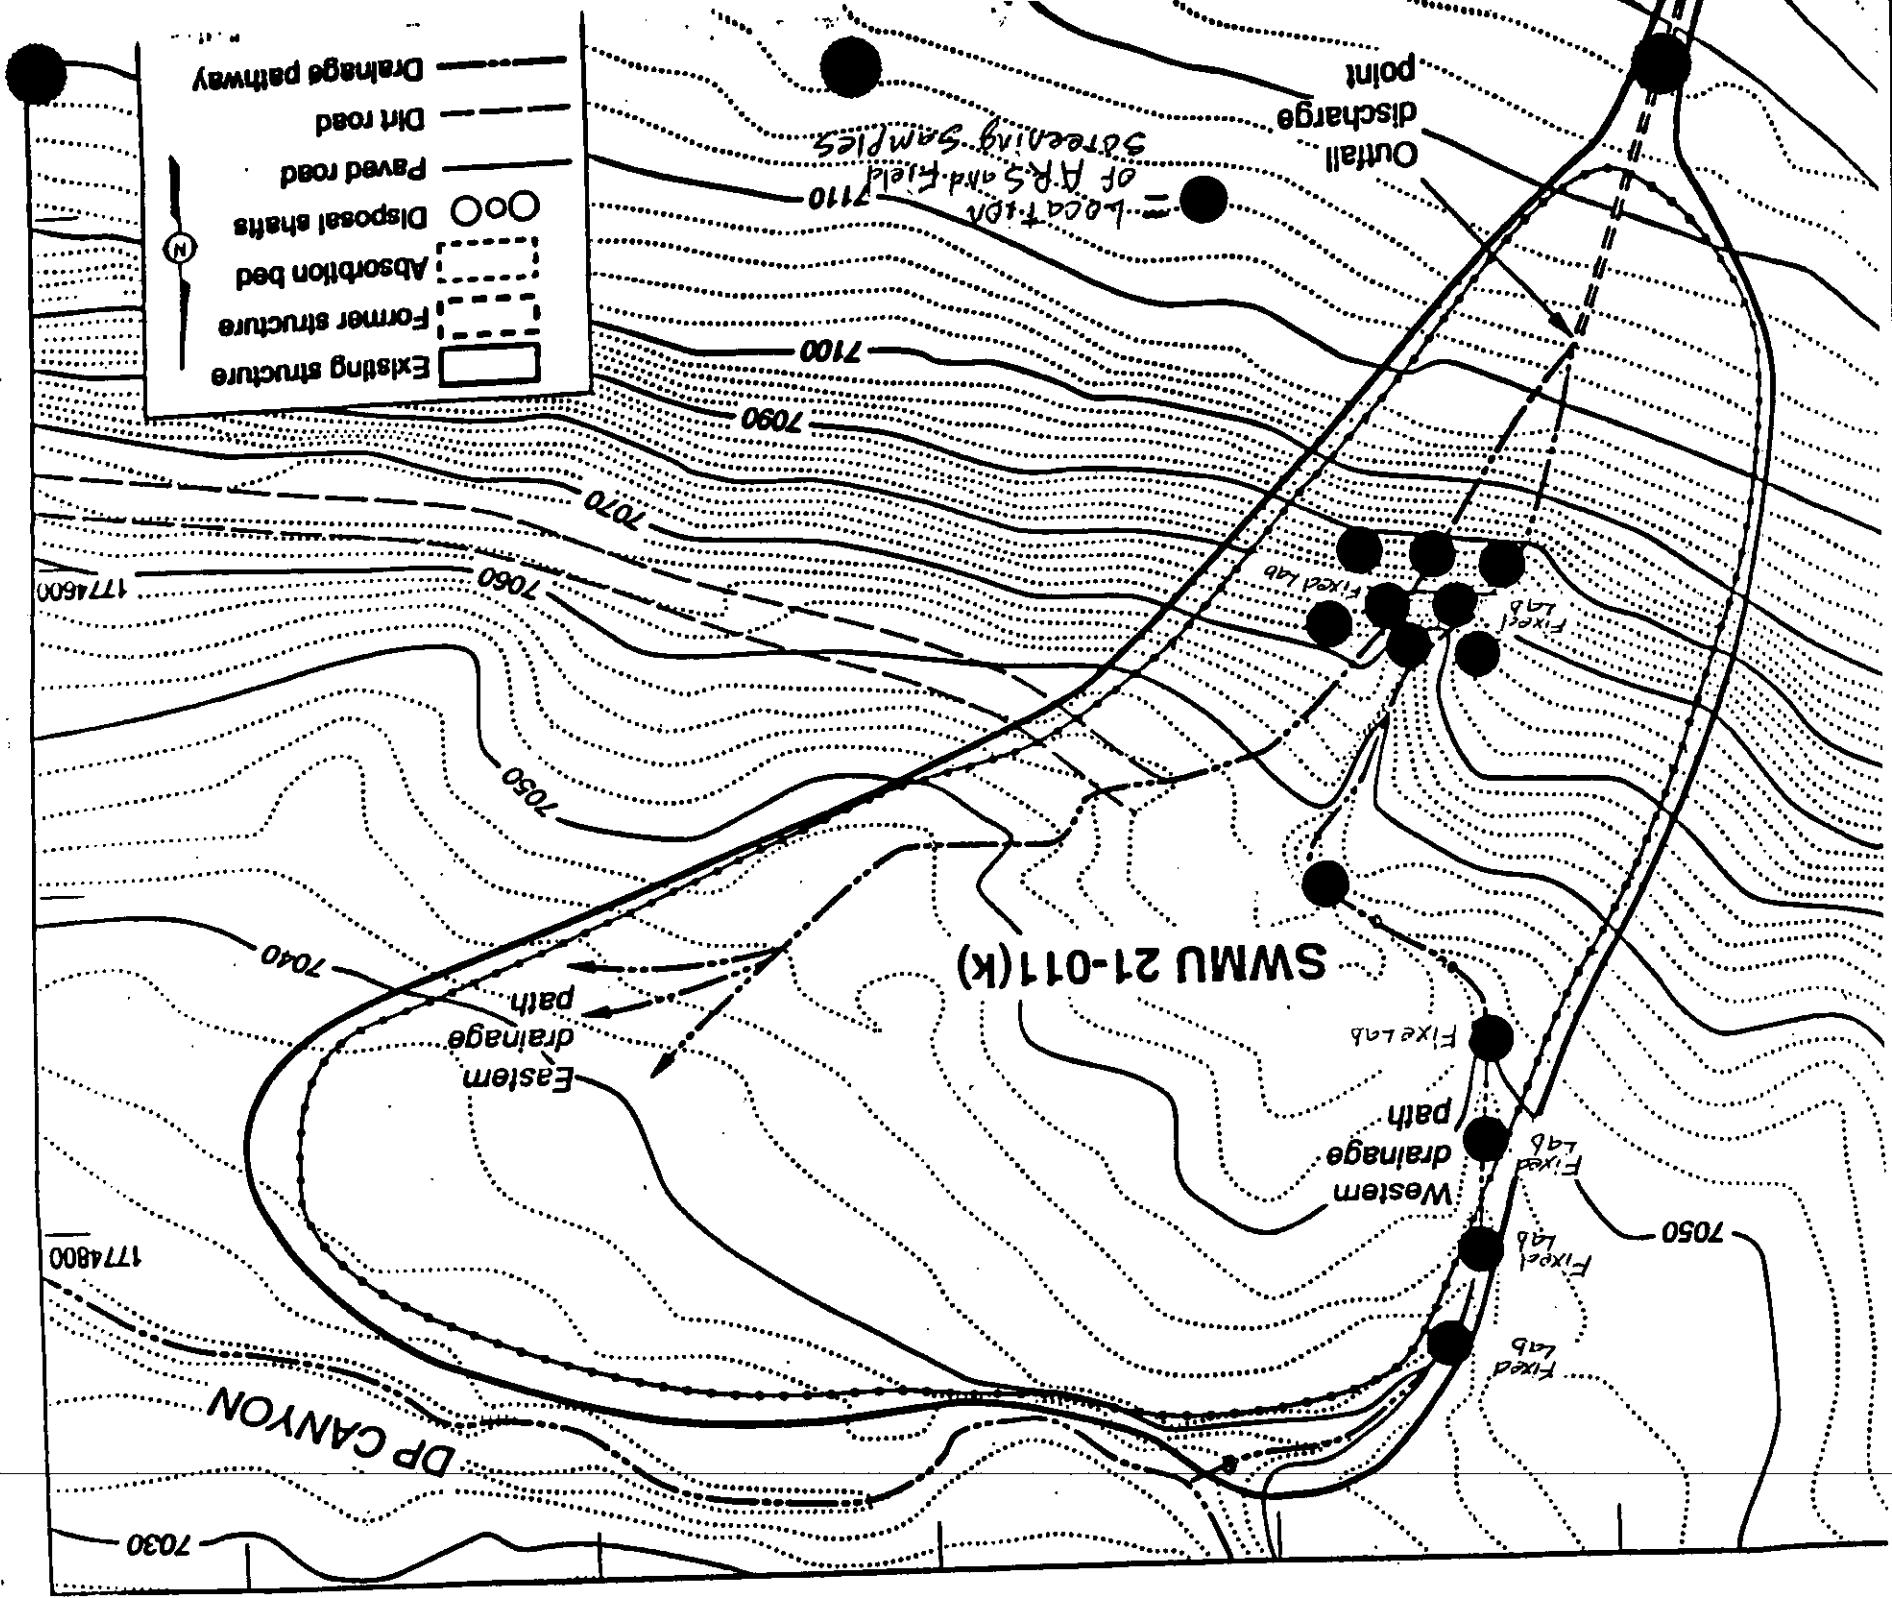 7030
DP CANYON
1774800
7050
Fixed
Lab
Fixed
Lab
Fixed
Lab
Western
drainage
path
Fixe Lab
Eastern
drainage
path
7040
SWMU 21-011(k)
7050
1774600
7060
7070
Fixed
Lab
Fixed Lab
7090
7100
7110
Existing structure
Former structure
Absorbtion bed
Disposal shafts
Paved road
Dirt road
Drainage pathway
N
= Location
of ARS and Field
Screening Samples
Outfall
discharge
point